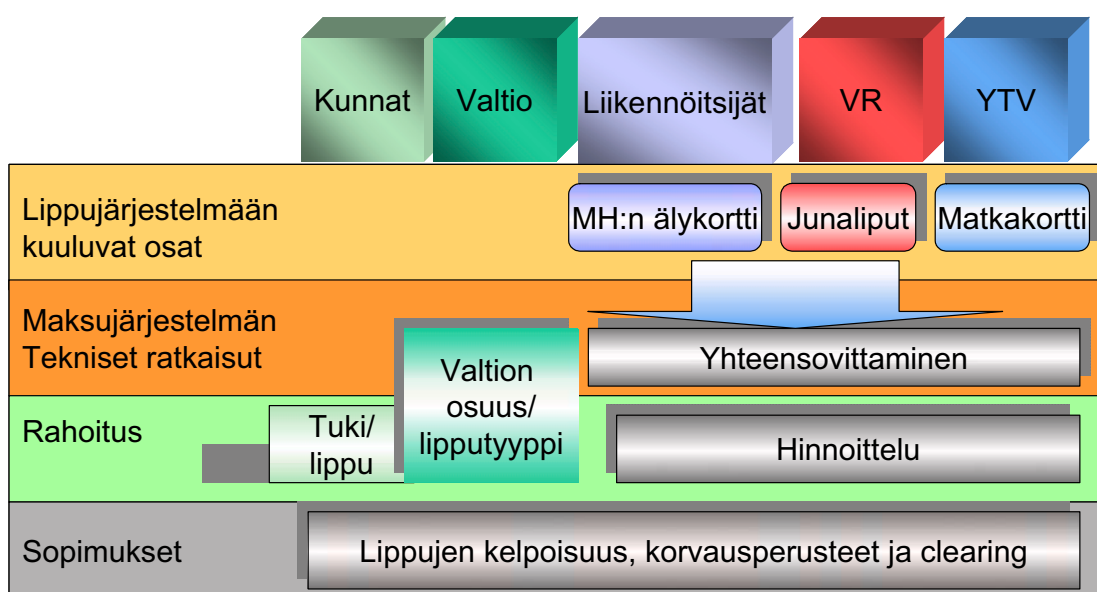 Kunnat
Valtio
Liikennöitsijät
VR
YTV
Lippujärjestelmään
kuuluvat osat
MH:n älykortti
Junaliput
Matkakortti
Maksujärjestelmän
Tekniset ratkaisut
Valtion
osuus/
lipputyyppi
Yhteensovittaminen
Rahoitus
Tuki/
lippu
Hinnoittelu
Sopimukset
Lippujen kelpoisuus, korvausperusteet ja clearing